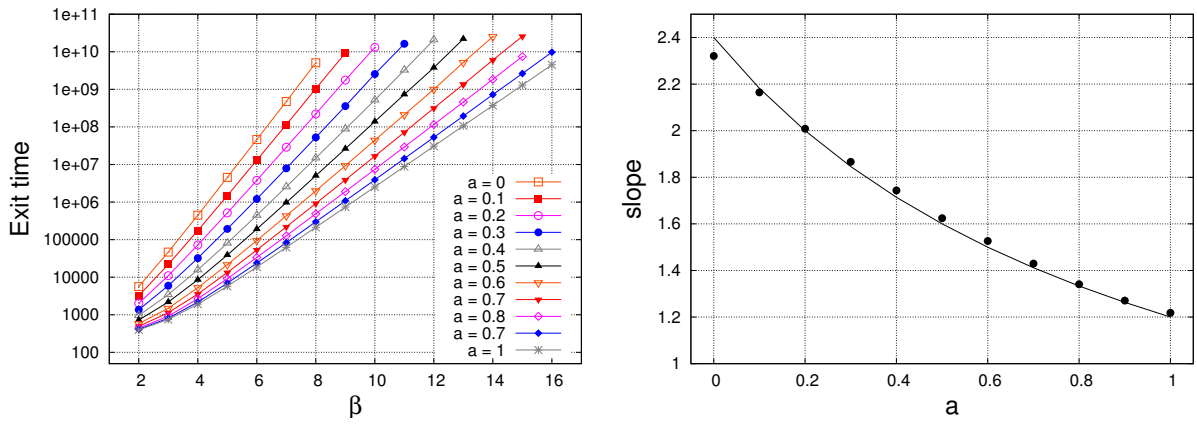 1e+11
1e+10
1e+09
1e+08
1e+07
1e+06
100000
10000
1000
100
Exit time
2 4 6 8 10 12 14 16
β
a = 0
a = 0.1
a = 0.2
a = 0.3
a = 0.4
a = 0.5
a = 0.6
a = 0.7
a = 0.8
a = 0.7
a = 1
2.4
2.2
2
1.8
1.6
1.4
1.2
1
slope
0 0.2 0.4 0.6 0.8 1
a